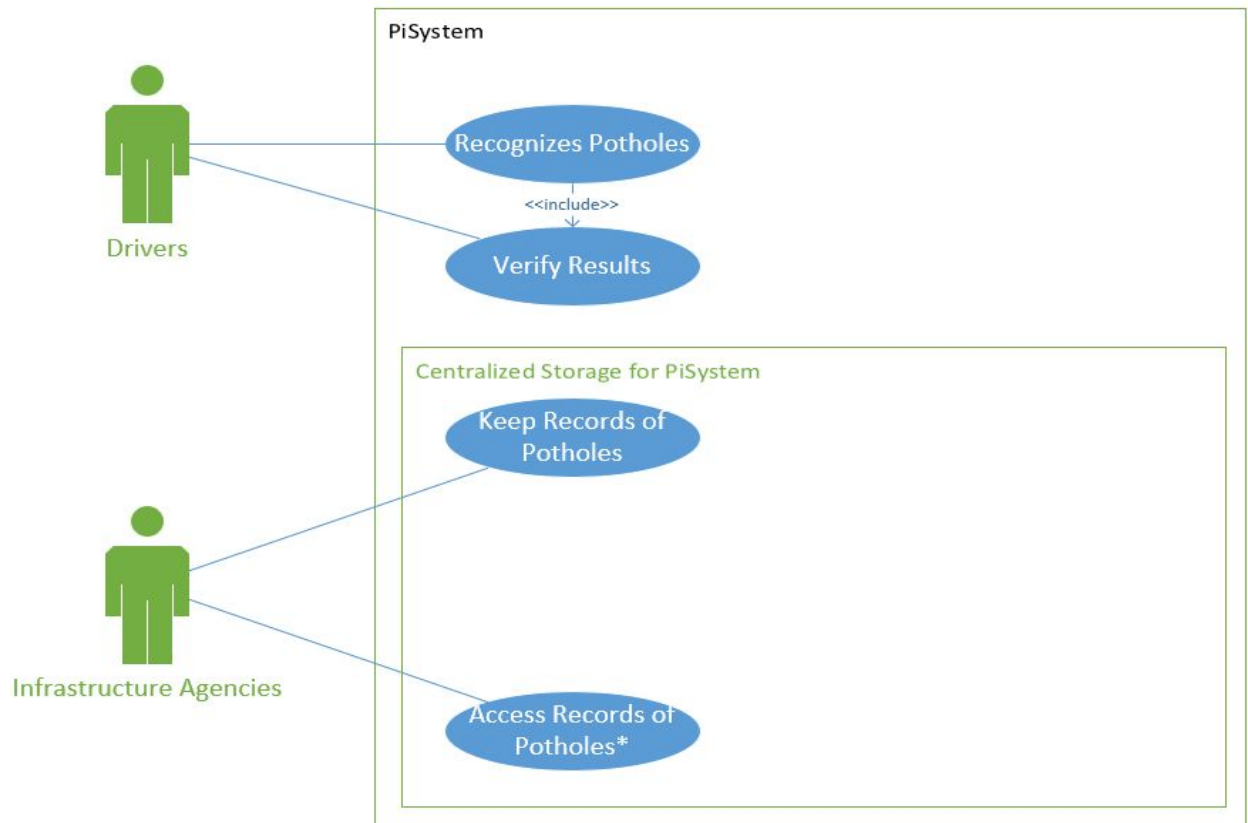 PiSystem
Recognizes Potholes
<<include>>
Drivers
Verify Results
Centralized Storage for PiSystem
Keep Records of
Potholes
Infrastructure Agencies
Access Records of
Potholes*